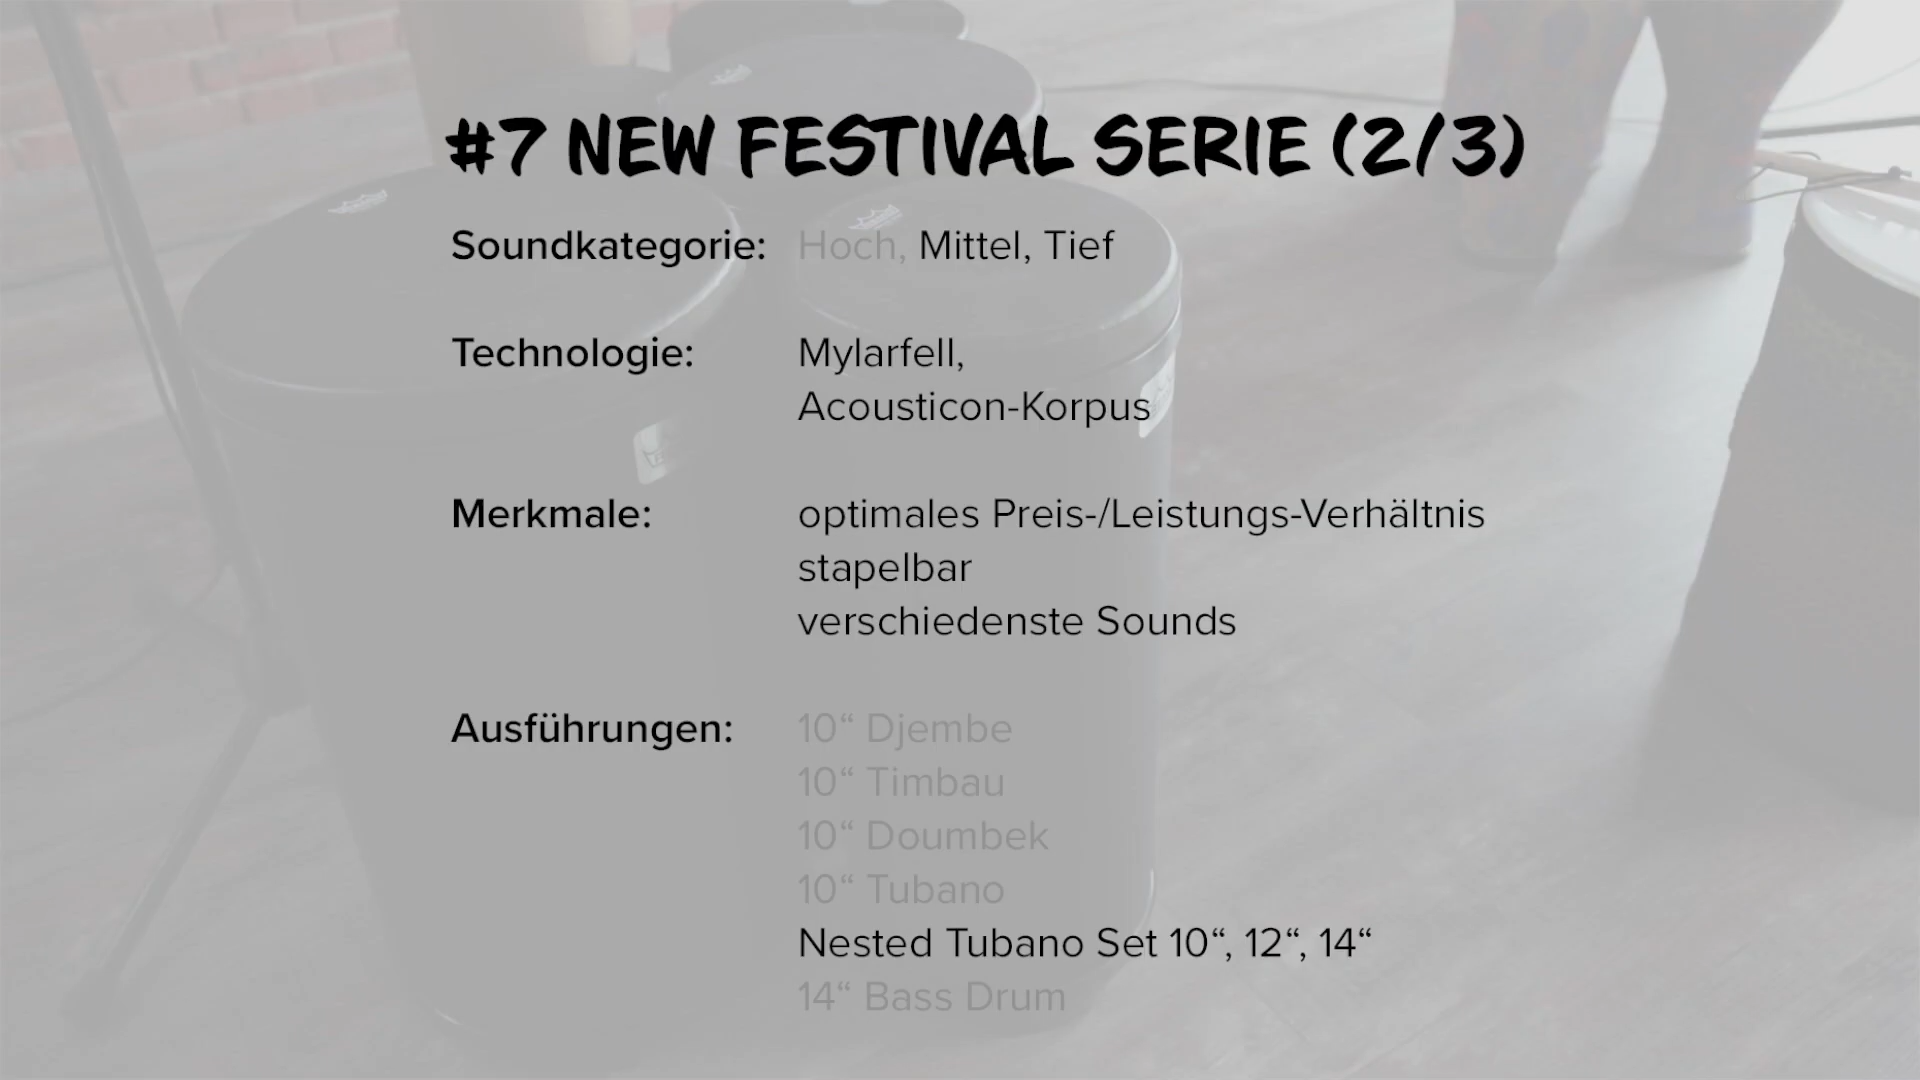 #7 NEW FESTIVAL SERIE (2/3)
Soundkategorie: Hoch, Mittel, Tief
Technologie: Mylarfell,
Acousticon-Korpus
Merkmale: optimales Preis-/Leistungs-Verhältnis
stapelbar
verschiedenste Sounds
Ausführungen: 10“ Djembe
10“ Timbau
10“ Doumbek
10“ Tubano
Nested Tubano Set 10“, 12“, 14“
14“ Bass Drum